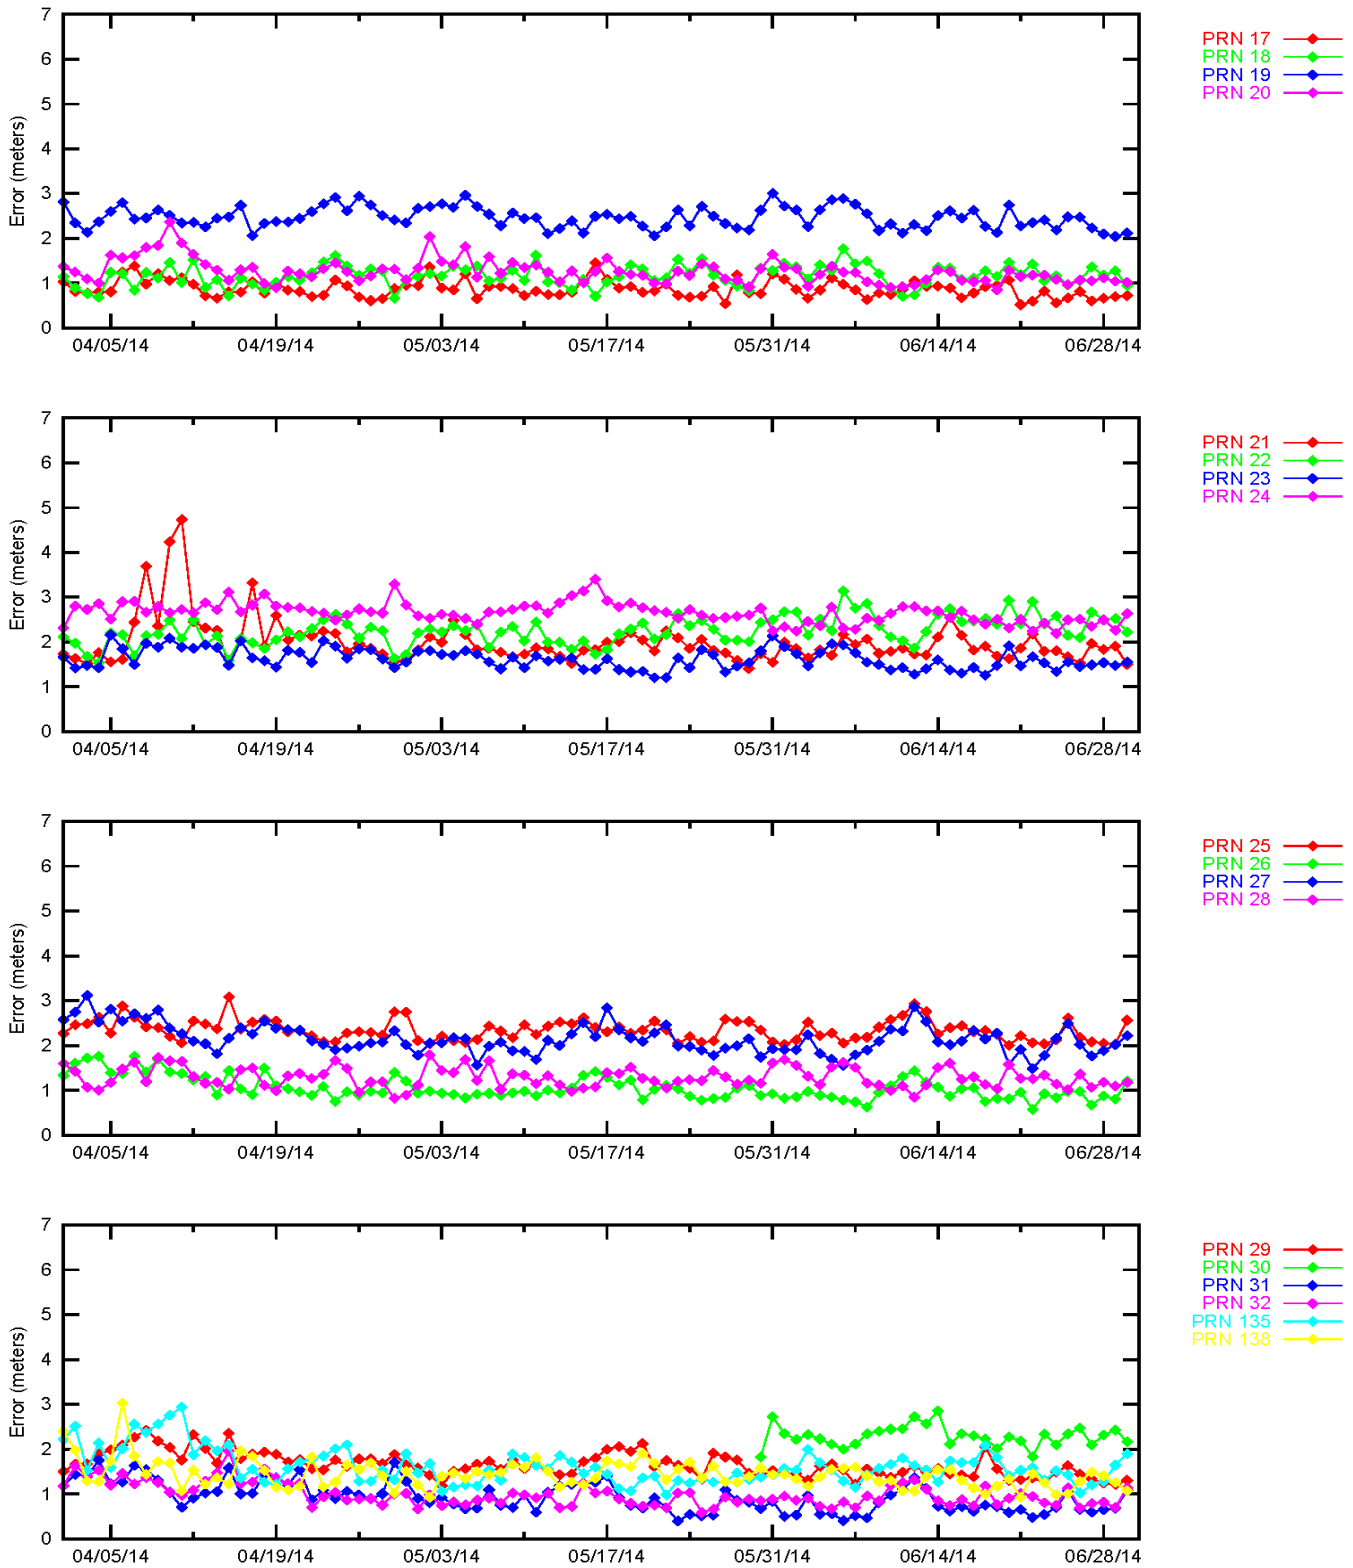 7
6
5
4
3
2
1
0
Error (meters)
04/05/14 04/19/14 05/03/14 05/17/14 05/31/14 06/14/14 06/28/14
PRN 17
PRN 18
PRN 19
PRN 20
7
6
5
4
3
2
1
0
Error (meters)
04/05/14 04/19/14 05/03/14 05/17/14 05/31/14 06/14/14 06/28/14
PRN 21
PRN 22
PRN 23
PRN 24
7
6
5
4
3
2
1
0
Error (meters)
04/05/14 04/19/14 05/03/14 05/17/14 05/31/14 06/14/14 06/28/14
PRN 25
PRN 26
PRN 27
PRN 28
7
6
5
4
3
2
1
0
Error (meters)
04/05/14 04/19/14 05/03/14 05/17/14 05/31/14 06/14/14 06/28/14
PRN 29
PRN 30
PRN 31
PRN 32
PRN 135
PRN 138